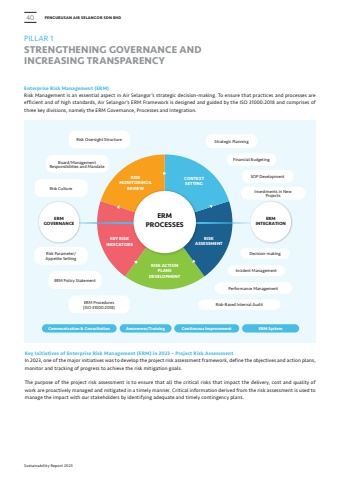 40 PENGURUSAN AIR SELANGOR SDN BHD
PILLAR 1
STRENGTHENING GOVERNANCE AND
INCREASING TRANSPARENCY
Enterprise Risk Management (ERM)
Risk Management is an essential aspect in Air Selangor's strategic decision-making. To ensure that practices and processes are
efficient and of high standards, Air Selangor's ERM Framework is designed and guided by the ISO 31000:2018 and comprises of
three key divisions, namely the ERM Governance, Processes and Integration.
Risk Oversight Structure
Board/Management
Responsibilities and Mandate
Risk Culture
ERM
GOVERNANCE
Risk Parameter/
Appetite Setting
ERM Policy Statement
ERM Procedures
(ISO 31000:2018)
RISK
MONITORING &
REVIEW
CONTEXT
SETTING
KEY RISK
INDICATORS
ERM
PROCESSES
RISK
ASSESSMENT
RISK ACTION
PLANS
DEVELOPMENT
Strategic Planning
Financial Budgeting
SOP Development
Investments in New
Projects
ERM
INTEGRATION
Decision-making
Incident Management
Performance Management
Risk-Based Internal Audit
Communication & Consultation
Awareness/Training
Continuous Improvement
ERM System
Key Initiatives of Enterprise Risk Management (ERM) in 2023 – Project Risk Assessment
In 2023, one of the major initiatives was to develop the project risk assessment framework, define the objectives and action plans,
monitor and tracking of progress to achieve the risk mitigation goals.
The purpose of the project risk assessment is to ensure that all the critical risks that impact the delivery, cost and quality of
work are proactively managed and mitigated in a timely manner. Critical information derived from the risk assessment is used to
manage the impact with our stakeholders by identifying adequate and timely contingency plans.
Sustainability Report 2023